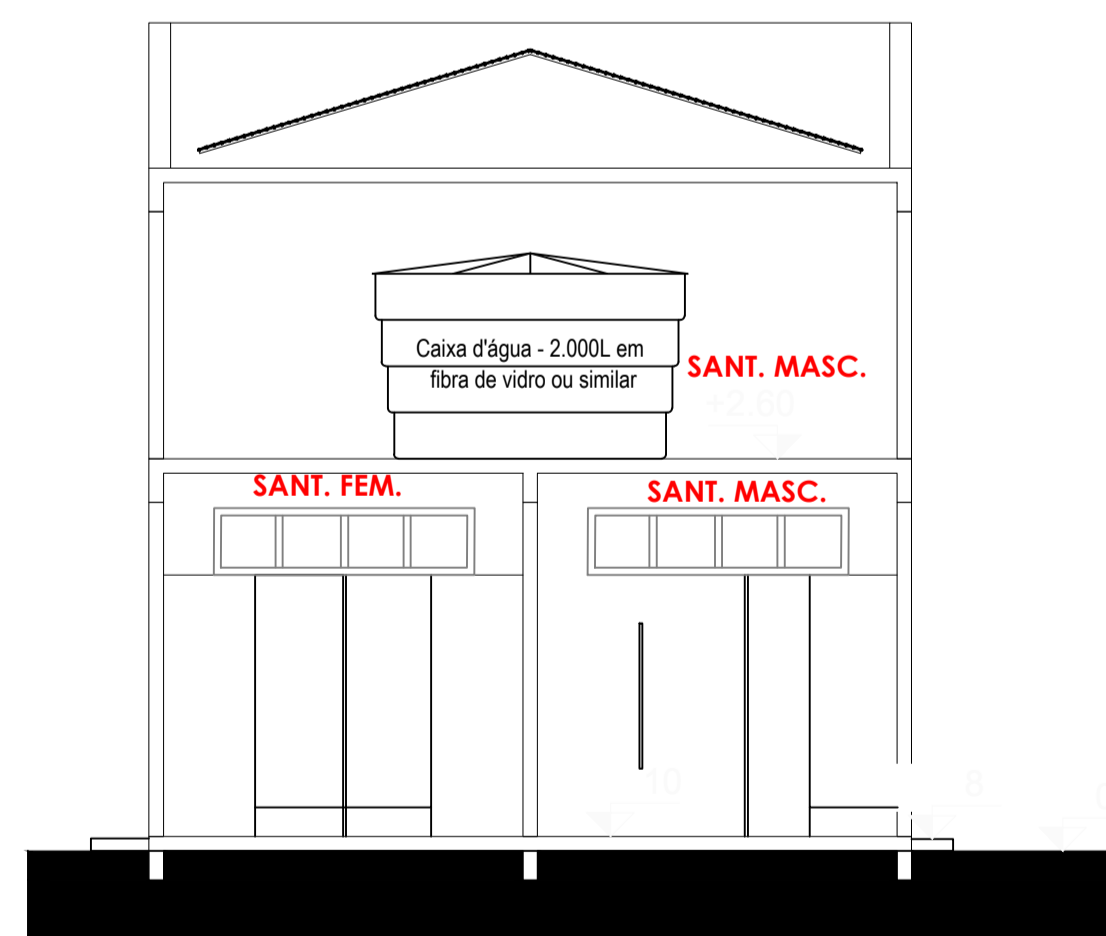 Caixa d'água - 2.000L em
fibra de vidro ou similar
SANT. MASC.
+2.60
SANT. FEM.
SANT. MASC.
10
8